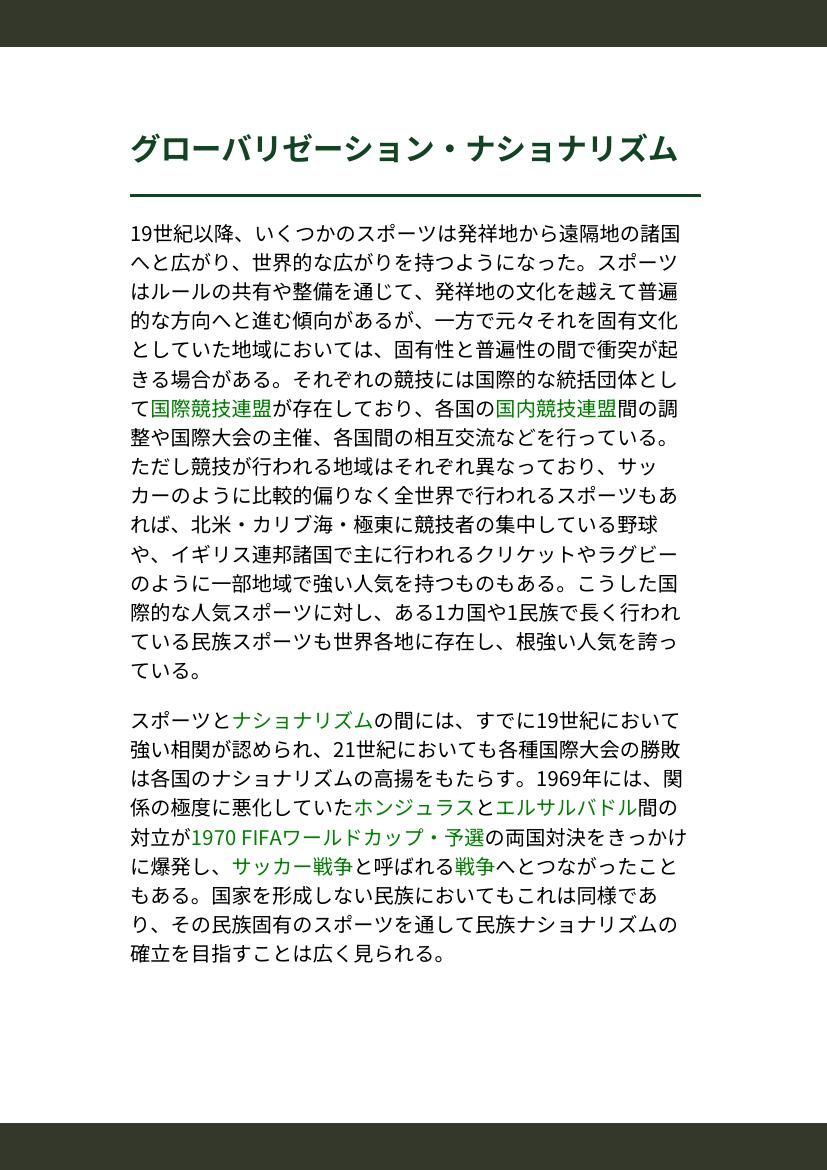 グローバリゼーション・ナショナリズム
19世紀以降、いくつかのスポーツは発祥地から遠隔地の諸国
へと広がり、世界的な広がりを持つようになった。スポーツ
はルールの共有や整備を通じて、発祥地の文化を越えて普遍
的な方向へと進む傾向があるが、一方で元々それを固有文化
としていた地域においては、固有性と普遍性の間で衝突が起
きる場合がある。それぞれの競技には国際的な統括団体とし
て国際競技連盟が存在しており、各国の国内競技連盟間の調
整や国際大会の主催、各国間の相互交流などを行っている。
ただし競技が行われる地域はそれぞれ異なっており、サッ
カーのように比較的偏りなく全世界で行われるスポーツもあ
れば、北米・カリブ海・極東に競技者の集中している野球
や、イギリス連邦諸国で主に行われるクリケットやラグビー
のように一部地域で強い人気を持つものもある。こうした国
際的な人気スポーツに対し、ある1カ国や1民族で長く行われ
ている民族スポーツも世界各地に存在し、根強い人気を誇っ
ている。
スポーツとナショナリズムの間には、すでに19世紀において
強い相関が認められ、21世紀においても各種国際大会の勝敗
は各国のナショナリズムの高揚をもたらす。1969年には、関
係の極度に悪化していたホンジュラスとエルサルバドル間の
対立が1970 FIFAワールドカップ・予選の両国対決をきっかけ
に爆発し、サッカー戦争と呼ばれる戦争へとつながったこと
もある。国家を形成しない民族においてもこれは同様であ
り、その民族固有のスポーツを通して民族ナショナリズムの
確立を目指すことは広く見られる。